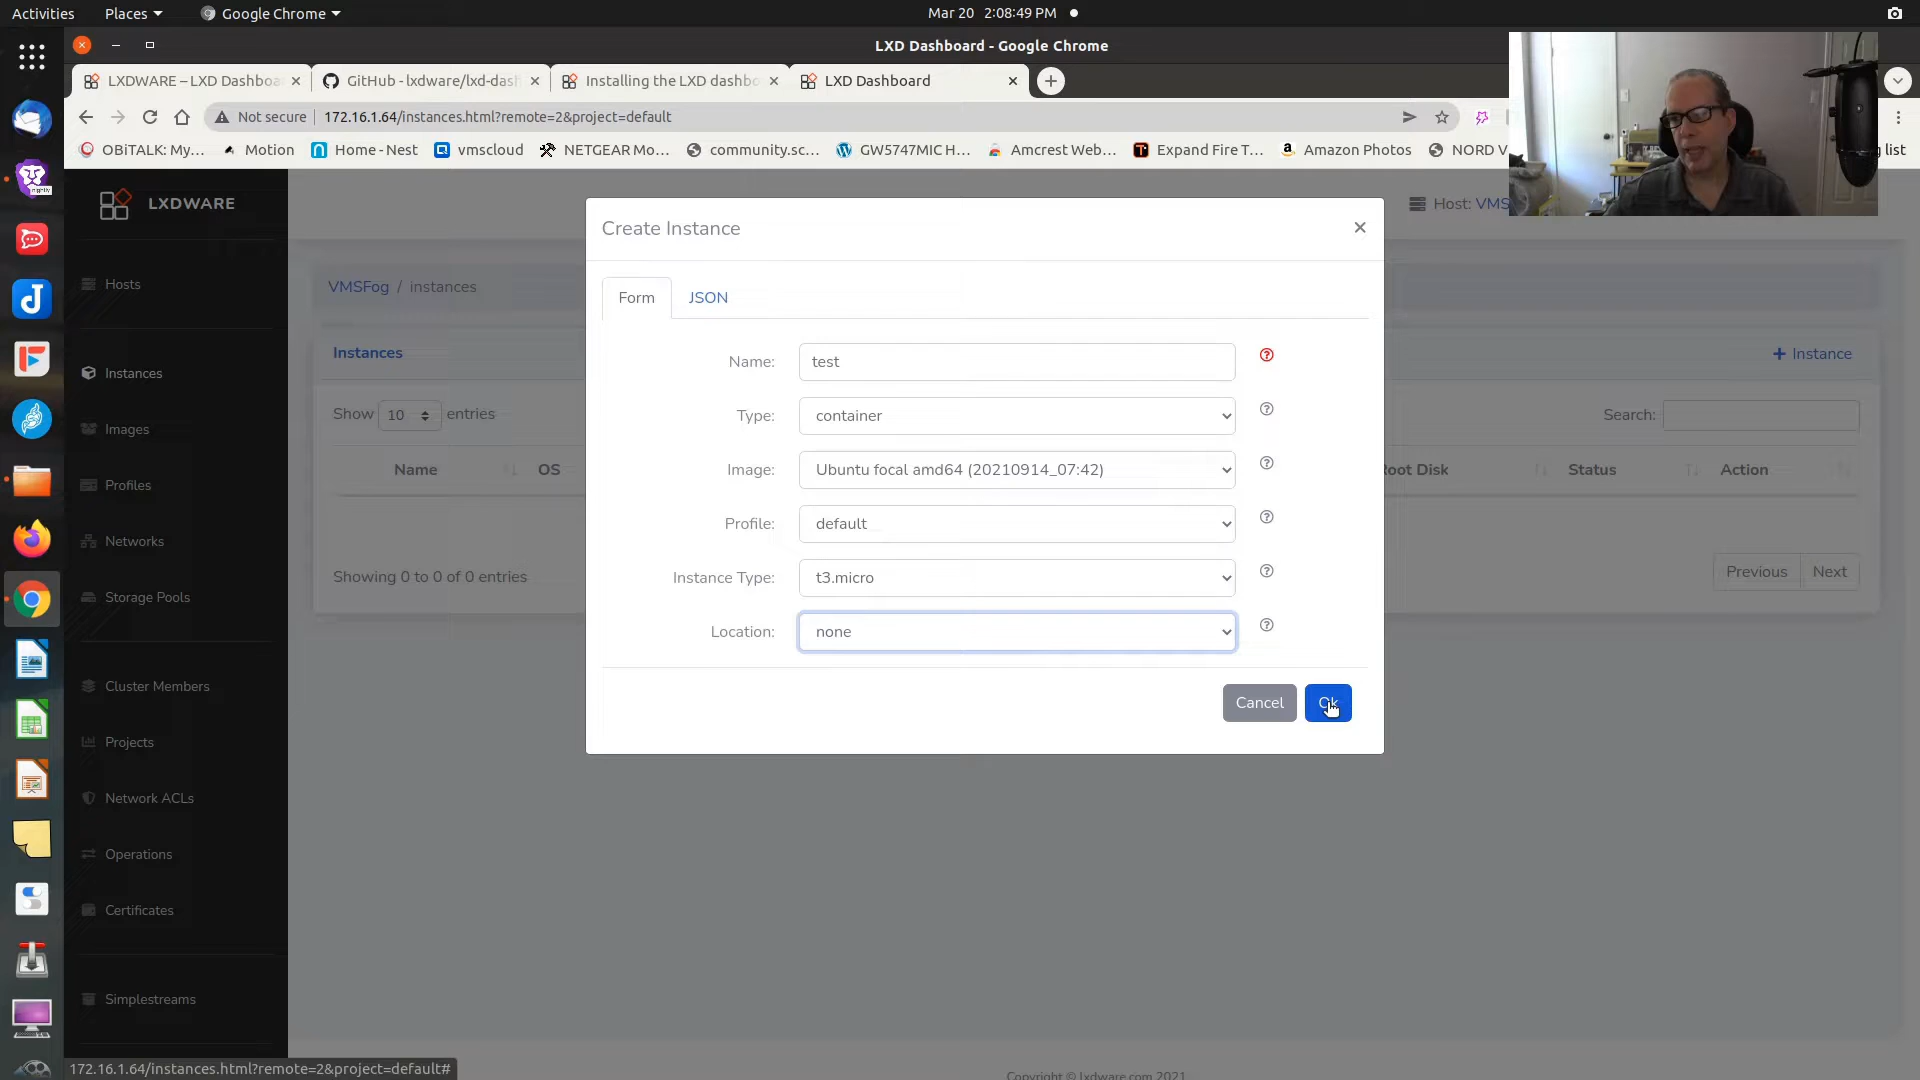 Activities
Places
Google Chrome
Mar 20 2:08:49 PM
LXD Dashboard - Google Chrome
LXDWARE – LXD Dashboa
GitHub - lxdware/lxd-dash
Installing the LXD dashbo
LXD Dashboard
Not secure
172.16.1.64/instances.html?remote=2&project=default
OBiTALK: My...
Motion
Home - Nest
vmscloud
NETGEAR Mo...
community.sc...
GW5747MIC H...
Amcrest Web...
Expand Fire T...
Amazon Photos
NORD V
g list
LXDWARE
Host: VMS
Hosts
Instances
Images
Profiles
Networks
Storage Pools
Cluster Members
Projects
Network ACLs
Operations
Certificates
Simplestreams
VMSFog / instances
Instances
+ Instance
Show 10 entries
Search:
Name
OS
Root Disk
Status
Action
Showing 0 to 0 of 0 entries
Previous
Next
Create Instance
Form
JSON
Name: test
Type: container
Image: Ubuntu focal amd64 (20210914_07:42)
Profile: default
Instance Type: t3.micro
Location: none
Cancel
Ok
172.16.1.64/instances.html?remote=2&project=default#
Copyright © lxdware.com 2021